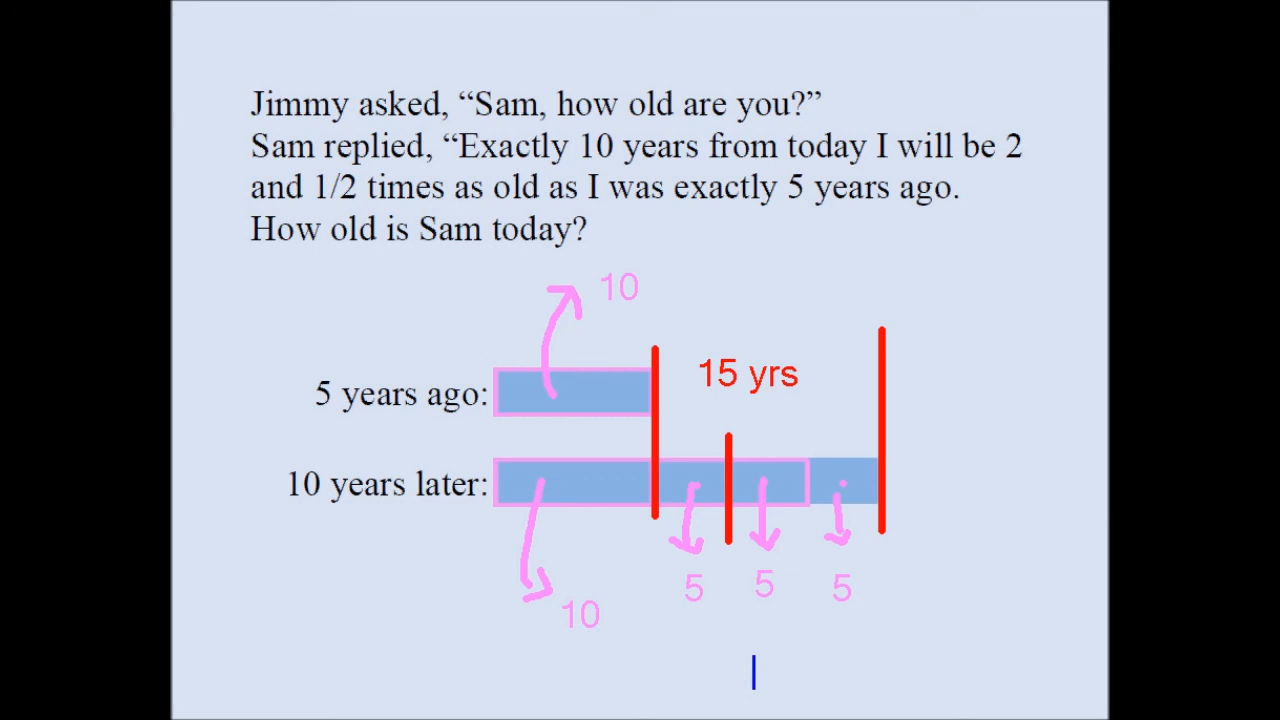 Jimmy asked, “Sam, how old are you?”
Sam replied, “Exactly 10 years from today I will be 2
and 1/2 times as old as I was exactly 5 years ago.
How old is Sam today?
10
15 yrs
5 years ago:
10 years later:
5 5 5
10